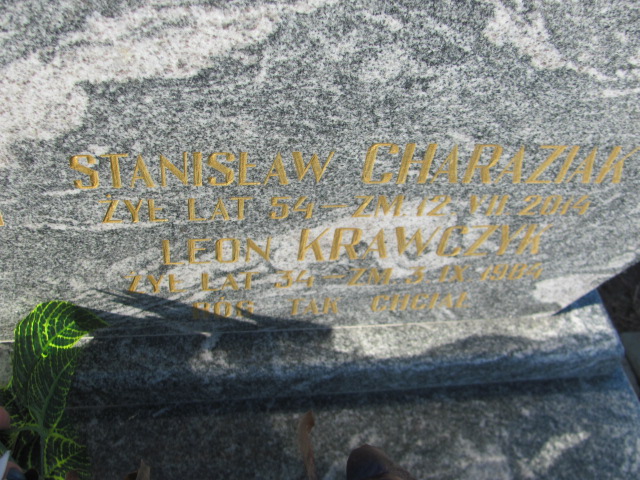 STANISŁAW CHARAZIAK
ŻYŁ LAT 54 – ZM. 12 VII 2014
LEON KRAWCZYK
ŻYŁ LAT 34 – ZM. 3 IX
BÓG TAK CHCIAŁ